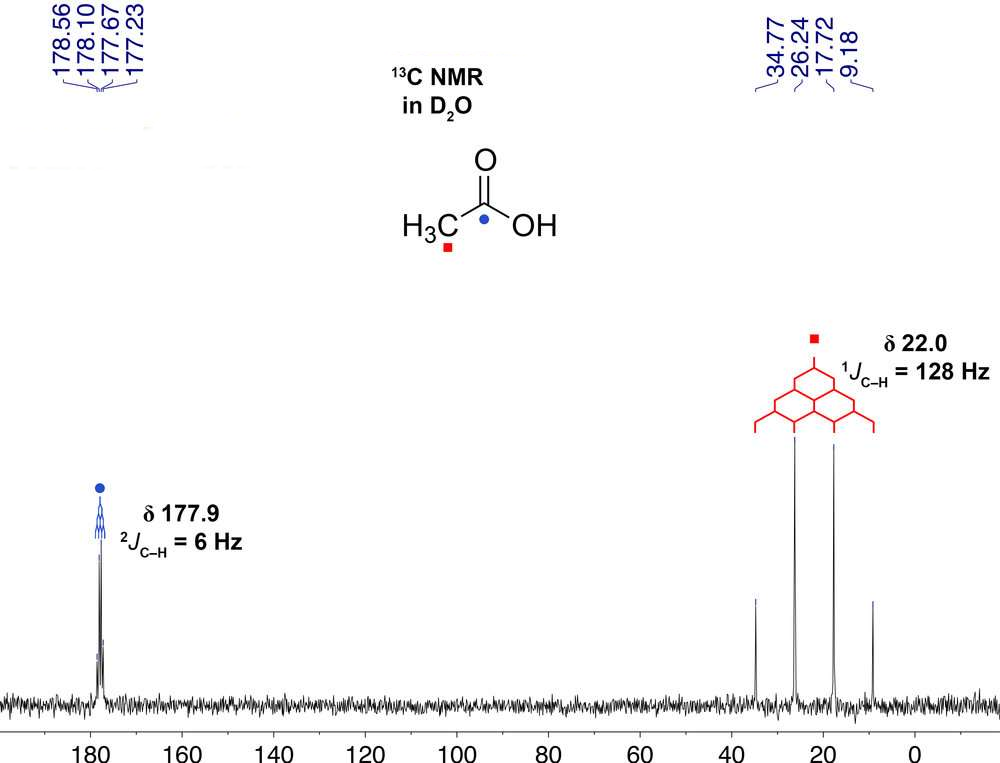 178.56
178.10
177.67
177.23
34.77
26.24
17.72
9.18
¹³C NMR
in D₂O
O
H₃C
OH
δ 22.0
¹J_C–H = 128 Hz
δ 177.9
²J_C–H = 6 Hz
180 160 140 120 100 80 60 40 20 0